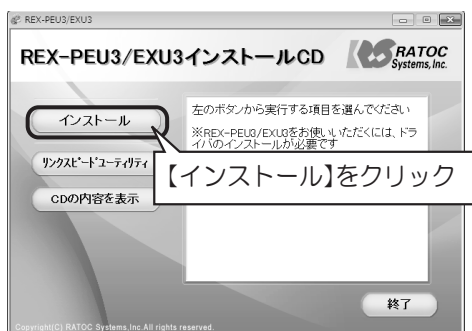 REX-PEU3/EXU3
REX-PEU3/EXU3インストールCD
RATOC
Systems, Inc.
インストール
左のボタンから実行する項目を選んでください
※REX-PEU3/EXU3をお使いいただくには、ドラ
イバのインストールが必要です
リンクスピードユーティリティ
【インストール】をクリック
CDの内容を表示
終了
Copyright(C) RATOC Systems.Inc.All rights reserved.